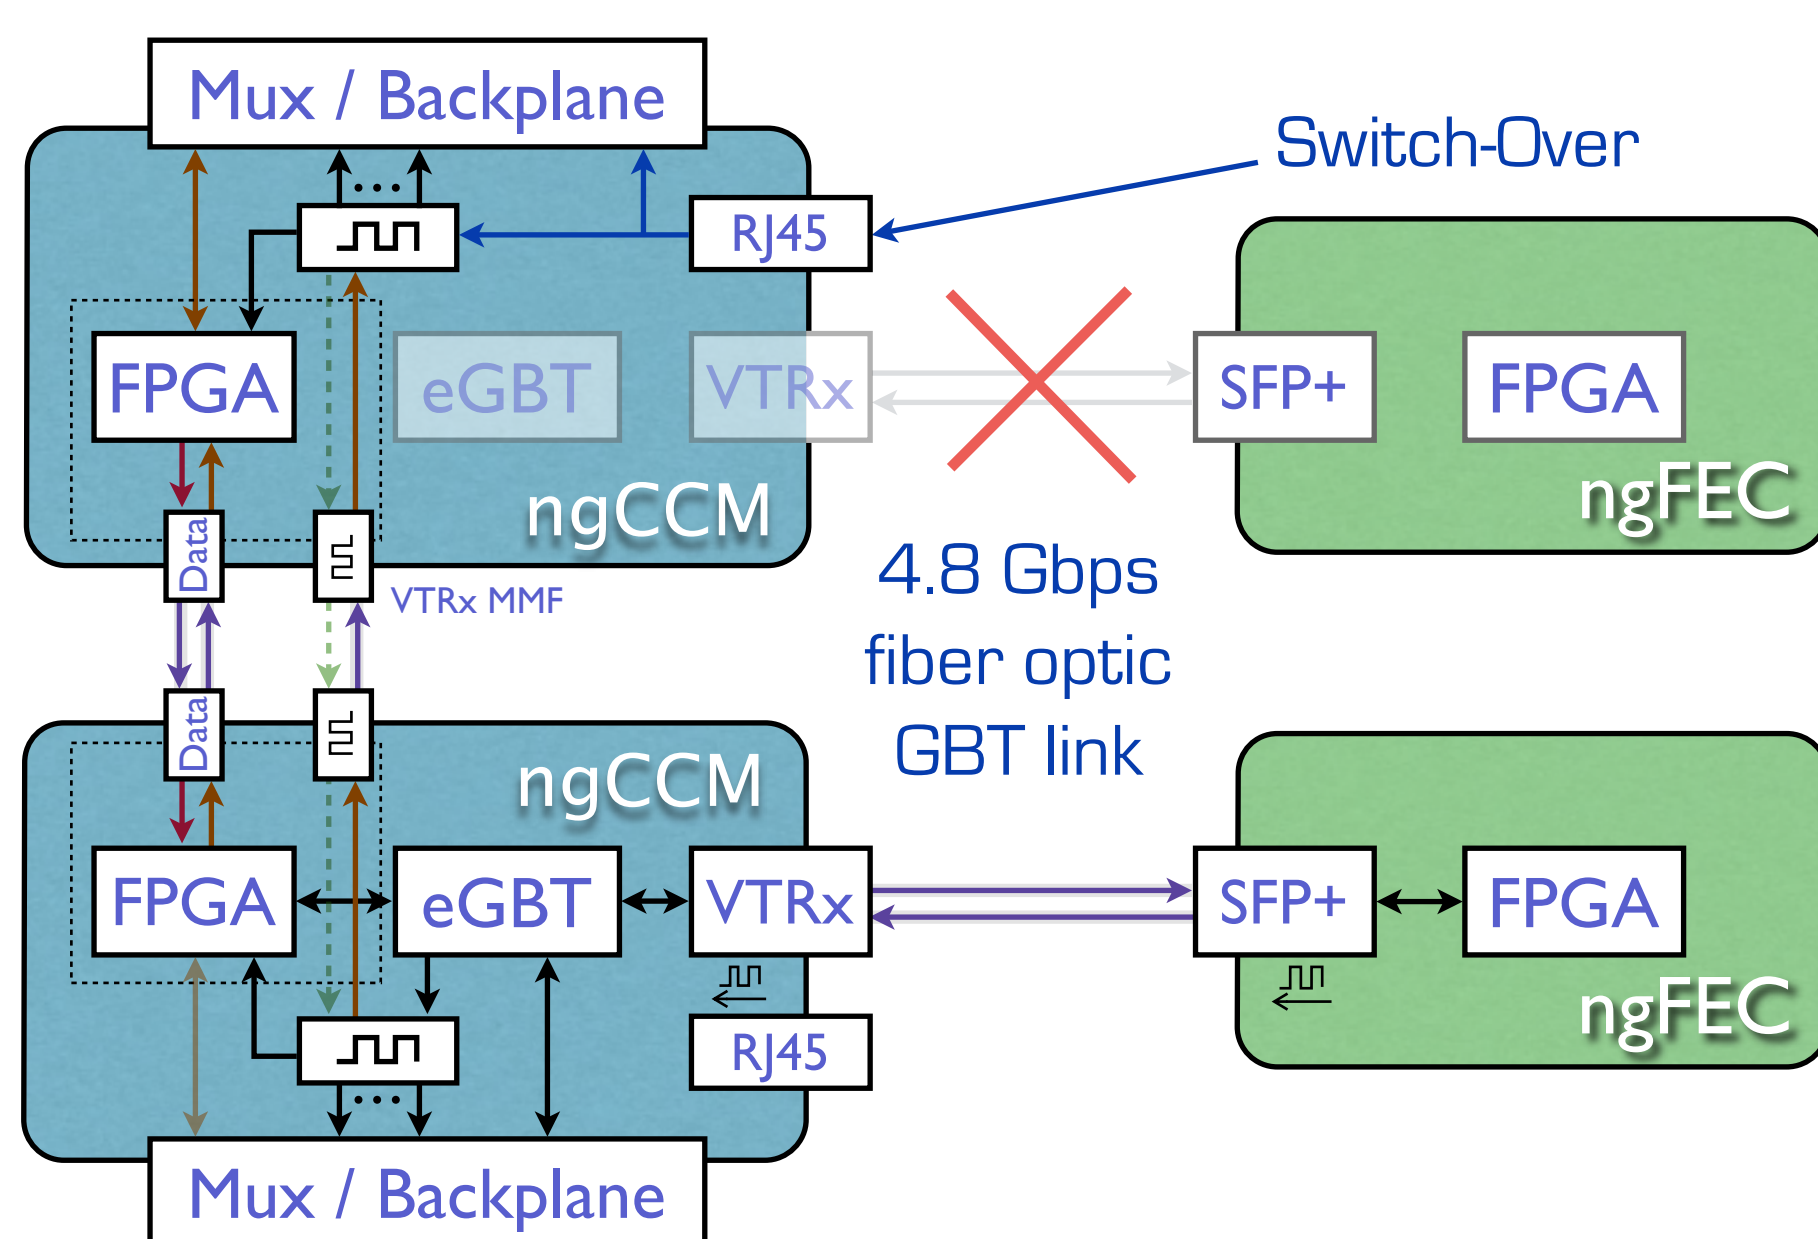 Mux / Backplane
Switch-Over
RJ45
FPGA
eGBT
VTRx
SFP+
FPGA
ngCCM
ngFEC
Data
VTRx MMF
4.8 Gbps
fiber optic
GBT link
Data
ngCCM
FPGA
eGBT
VTRx
SFP+
FPGA
RJ45
ngFEC
Mux / Backplane